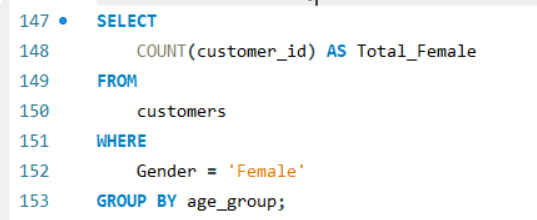 147 SELECT
148 COUNT(customer_id) AS Total_Female
149 FROM
150 customers
151 WHERE
152 Gender = 'Female'
153 GROUP BY age_group;